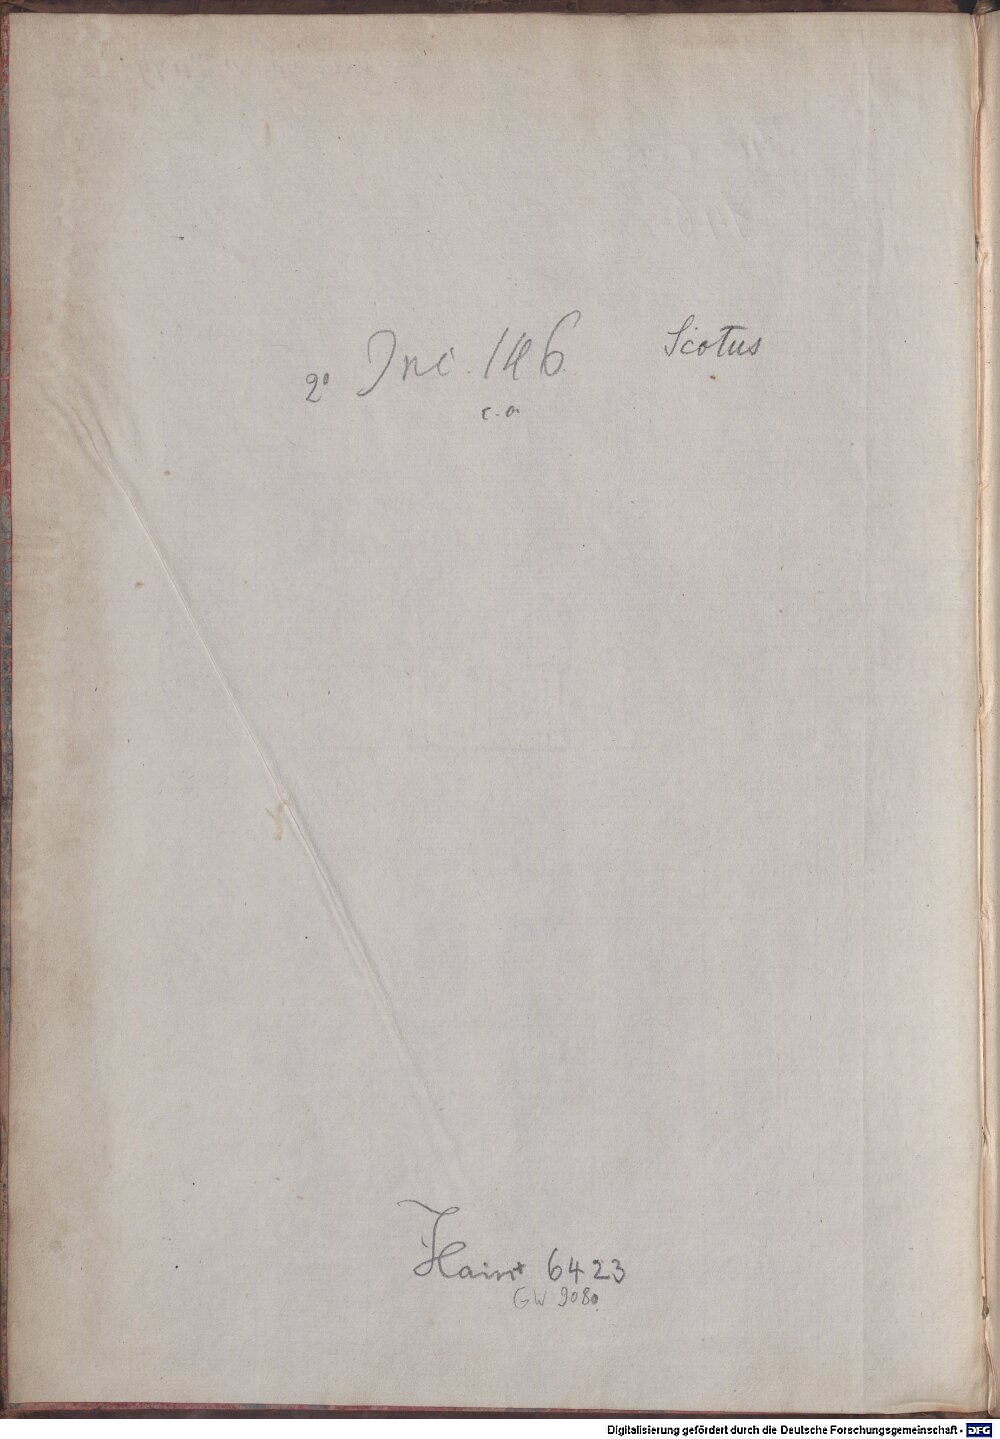 2° Inc. 146 Scotus
c.a
Hain* 6423
GW 9080
Digitalisierung gefördert durch die Deutsche Forschungsgemeinschaft - DFG